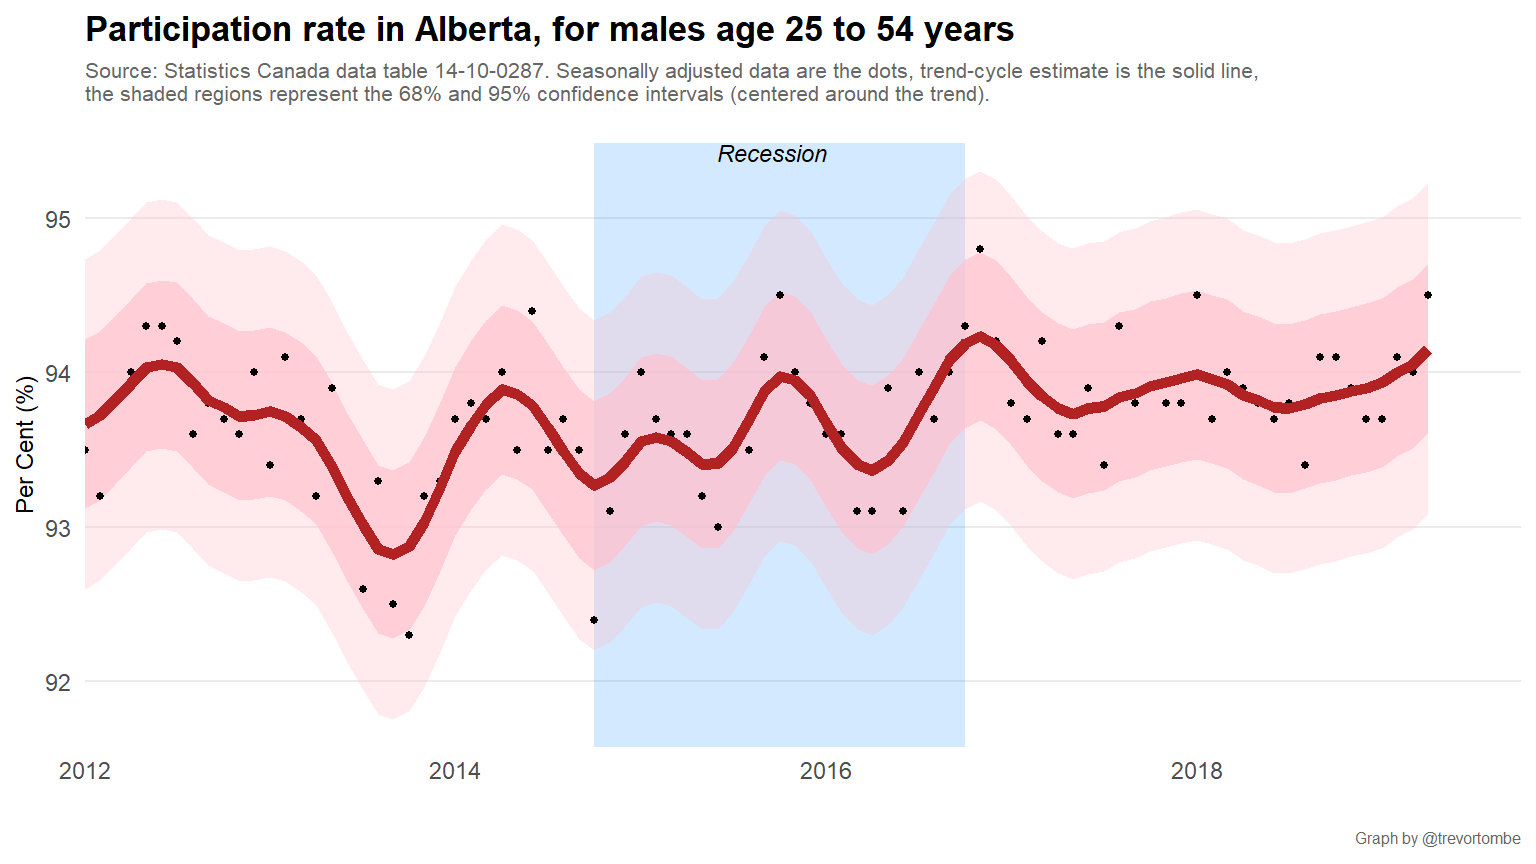 Participation rate in Alberta, for males age 25 to 54 years
Source: Statistics Canada data table 14-10-0287. Seasonally adjusted data are the dots, trend-cycle estimate is the solid line,
the shaded regions represent the 68% and 95% confidence intervals (centered around the trend).
Recession
95
94
93
92
Per Cent (%)
2012 2014 2016 2018
Graph by @trevortombe